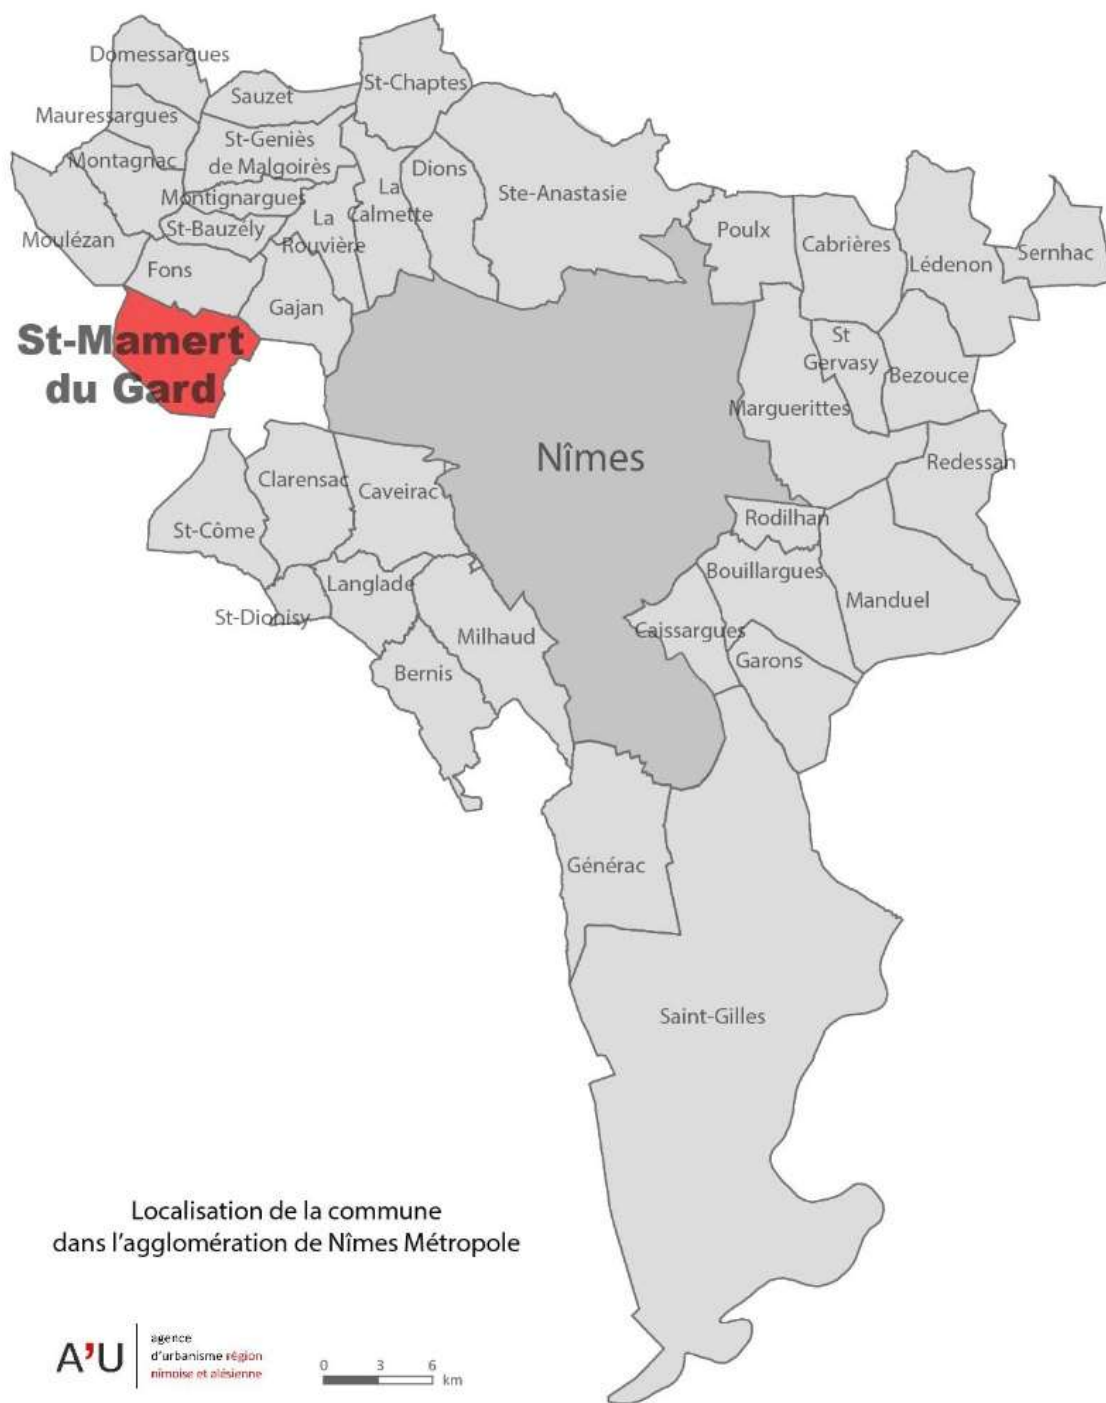 Domessargues
St-Chaptes
Sauzet
Mauressargues
St-Geniès
de Malgoirès
Montagnac
Dions
La
Calmette
Ste-Anastasie
Montignargues
St-Bauzély
La
Rouvière
Moulézan
Fons
Gajan
Poulx
Cabrières
Lédenon
Sernhac
St-Mamert
du Gard
St
Gervasy
Bezouce
Marguerittes
Nîmes
Redessan
Clarensac
Caveirac
St-Côme
Rodilhan
Bouillargues
Langlade
Manduel
St-Dionisy
Milhaud
Caissargues
Garons
Bernis
Générac
Saint-Gilles
Localisation de la commune
dans l'agglomération de Nîmes Métropole
A'U
agence
d'urbanisme région
nîmoise et alésienne
0 3 6
km